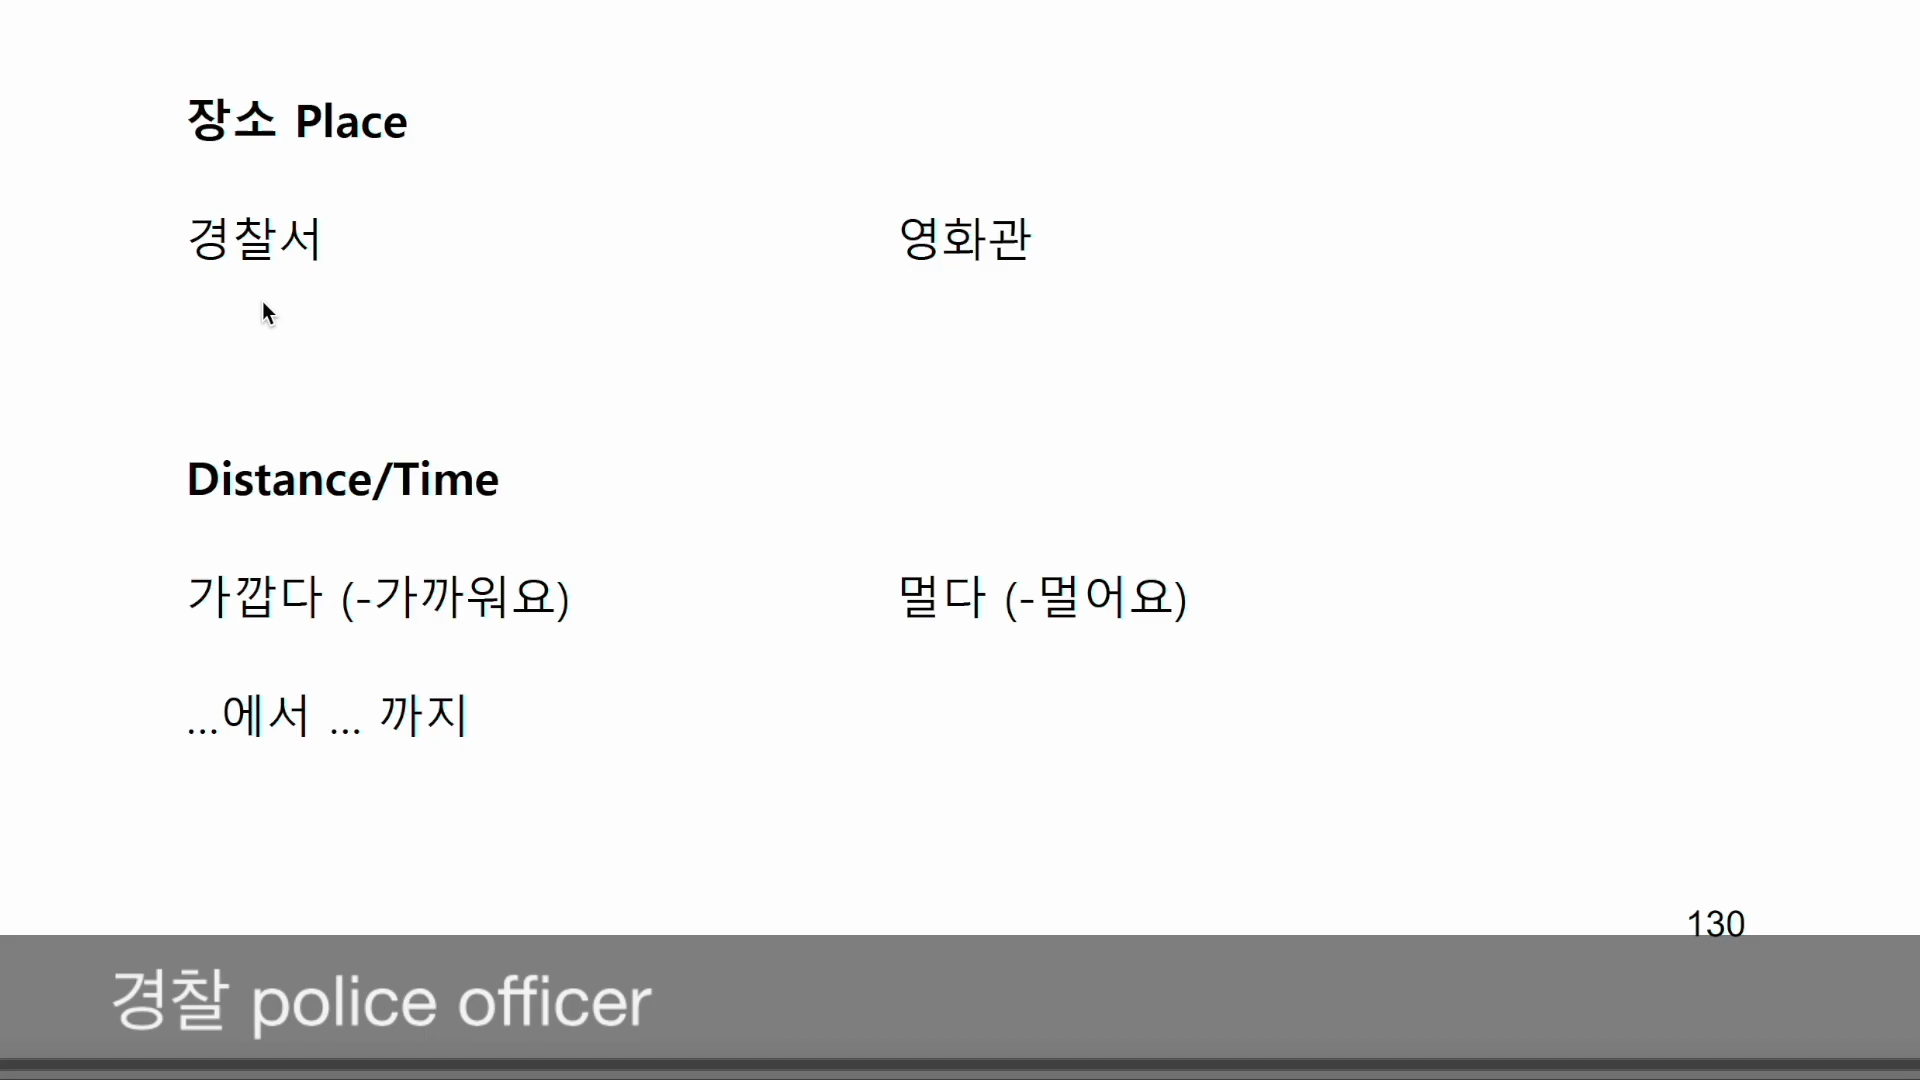 장소 Place
경찰서 영화관
Distance/Time
가깝다 (-가까워요) 멀다 (-멀어요)
...에서 ... 까지
130
경찰 police officer